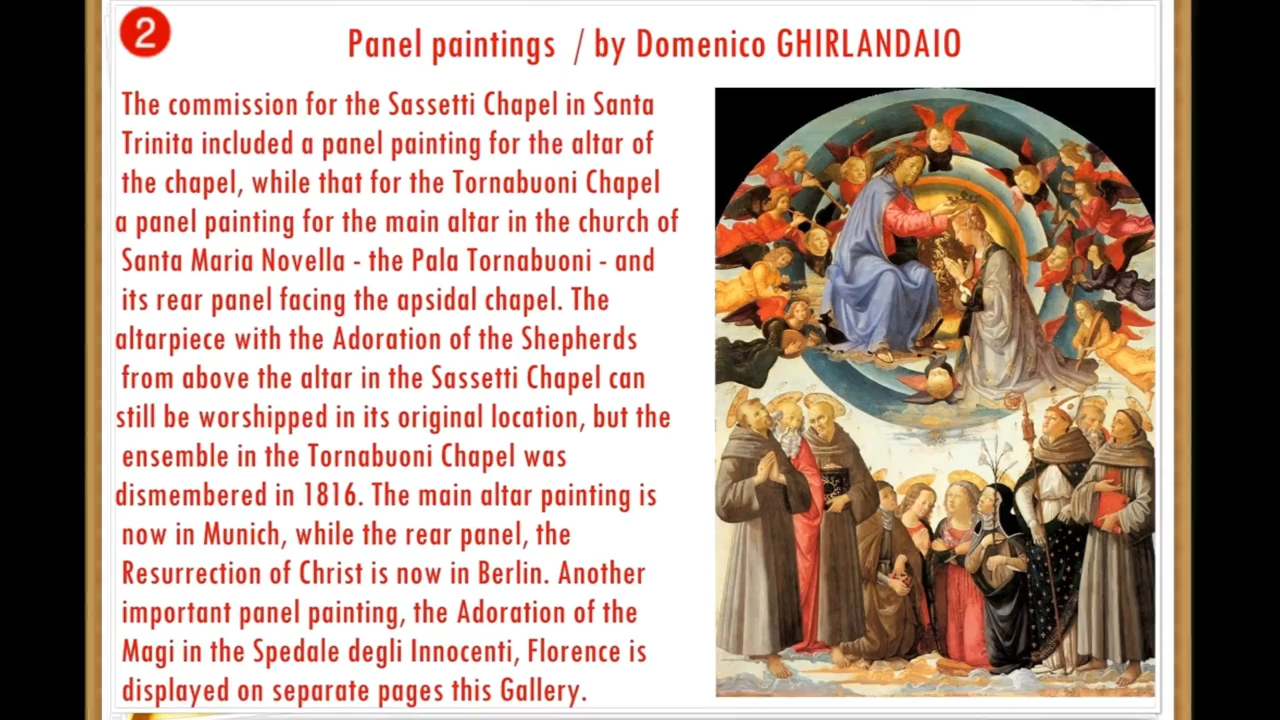 2
Panel paintings / by Domenico GHIRLANDAIO
The commission for the Sassetti Chapel in Santa
Trinita included a panel painting for the altar of
the chapel, while that for the Tornabuoni Chapel
a panel painting for the main altar in the church of
Santa Maria Novella - the Pala Tornabuoni - and
its rear panel facing the apsidal chapel. The
altarpiece with the Adoration of the Shepherds
from above the altar in the Sassetti Chapel can
still be worshipped in its original location, but the
ensemble in the Tornabuoni Chapel was
dismembered in 1816. The main altar painting is
now in Munich, while the rear panel, the
Resurrection of Christ is now in Berlin. Another
important panel painting, the Adoration of the
Magi in the Spedale degli Innocenti, Florence is
displayed on separate pages this Gallery.